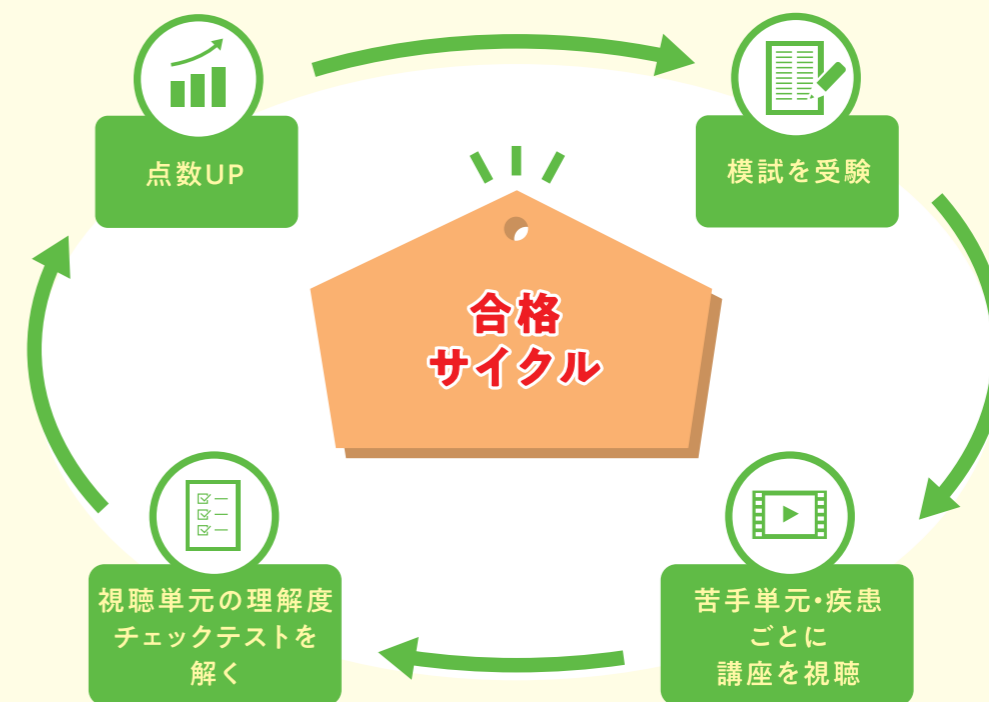 点数UP
模試を受験
合格
サイクル
視聴単元の理解度
チェックテストを
解く
苦手単元・疾患
ごとに
講座を視聴